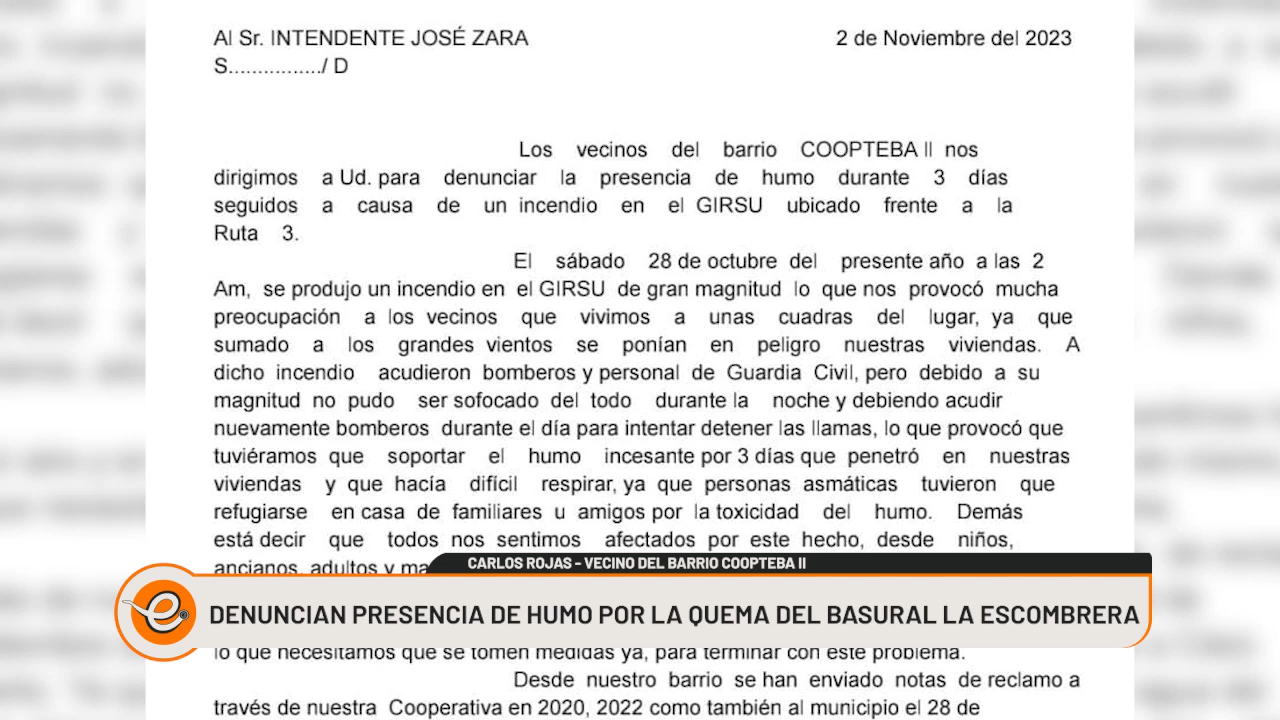 Al Sr. INTENDENTE JOSÉ ZARA 2 de Noviembre del 2023
S................/ D
Los vecinos del barrio COOPTEBA II nos
dirigimos a Ud. para denunciar la presencia de humo durante 3 días
seguidos a causa de un incendio en el GIRSU ubicado frente a la
Ruta 3.
El sábado 28 de octubre del presente año a las 2
Am, se produjo un incendio en el GIRSU de gran magnitud lo que nos provocó mucha
preocupación a los vecinos que vivimos a unas cuadras del lugar, ya que
sumado a los grandes vientos se ponían en peligro nuestras viviendas. A
dicho incendio acudieron bomberos y personal de Guardia Civil, pero debido a su
magnitud no pudo ser sofocado del todo durante la noche y debiendo acudir
nuevamente bomberos durante el día para intentar detener las llamas, lo que provocó que
tuviéramos que soportar el humo incesante por 3 días que penetró en nuestras
viviendas y que hacía difícil respirar, ya que personas asmáticas tuvieron que
refugiarse en casa de familiares u amigos por la toxicidad del humo. Demás
está decir que todos nos sentimos afectados por este hecho, desde niños,
ancianos, adultos y
CARLOS ROJAS - VECINO DEL BARRIO COOPTEBA II
DENUNCIAN PRESENCIA DE HUMO POR LA QUEMA DEL BASURAL LA ESCOMBRERA
lo que necesitamos que se tomen medidas ya, para terminar con este problema.
Desde nuestro barrio se han enviado notas de reclamo a
través de nuestra Cooperativa en 2020, 2022 como también al municipio el 28 de